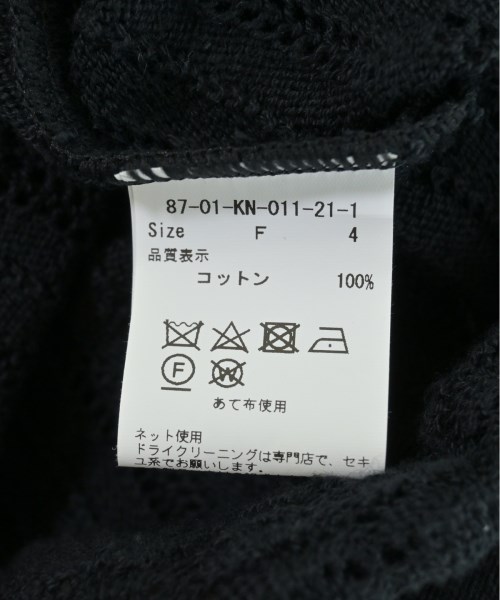 87-01-KN-011-21-1
Size F 4
品質表示
コットン 100%
F W
あて布使用
ネット使用
ドライクリーニングは専門店で、セキ
ユ系でお願いします。